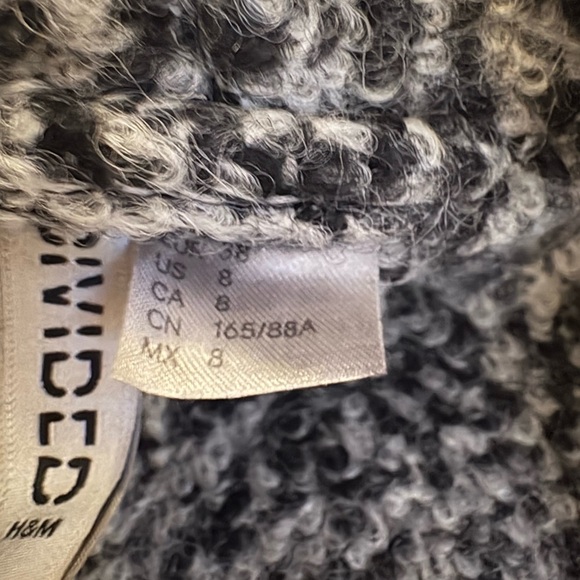 EUR 38
US 8
CA 8
CN 165/88A
MX 8
DIVIDED
H&M